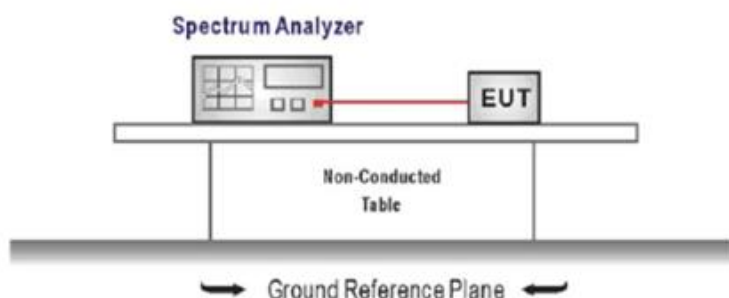 Spectrum Analyzer
EUT
Non-Conducted
Table
Ground Reference Plane